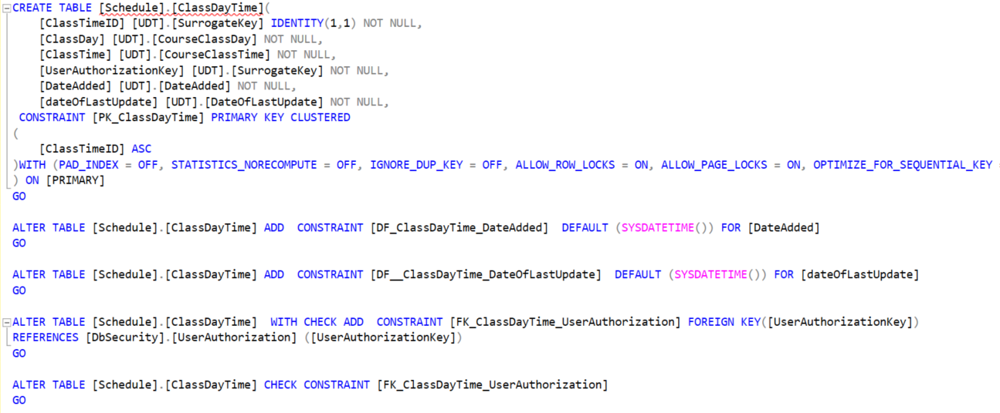 CREATE TABLE [Schedule].[ClassDayTime](
[ClassTimeID] [UDT].[SurrogateKey] IDENTITY(1,1) NOT NULL,
[ClassDay] [UDT].[CourseClassDay] NOT NULL,
[ClassTime] [UDT].[CourseClassTime] NOT NULL,
[UserAuthorizationKey] [UDT].[SurrogateKey] NOT NULL,
[DateAdded] [UDT].[DateAdded] NOT NULL,
[dateOfLastUpdate] [UDT].[DateOfLastUpdate] NOT NULL,
CONSTRAINT [PK_ClassDayTime] PRIMARY KEY CLUSTERED
(
[ClassTimeID] ASC
)WITH (PAD_INDEX = OFF, STATISTICS_NORECOMPUTE = OFF, IGNORE_DUP_KEY = OFF, ALLOW_ROW_LOCKS = ON, ALLOW_PAGE_LOCKS = ON, OPTIMIZE_FOR_SEQUENTIAL_KEY =
) ON [PRIMARY]
GO
ALTER TABLE [Schedule].[ClassDayTime] ADD  CONSTRAINT [DF_ClassDayTime_DateAdded]  DEFAULT (SYSDATETIME()) FOR [DateAdded]
GO
ALTER TABLE [Schedule].[ClassDayTime] ADD  CONSTRAINT [DF__ClassDayTime_DateOfLastUpdate]  DEFAULT (SYSDATETIME()) FOR [dateOfLastUpdate]
GO
ALTER TABLE [Schedule].[ClassDayTime]  WITH CHECK ADD  CONSTRAINT [FK_ClassDayTime_UserAuthorization] FOREIGN KEY([UserAuthorizationKey])
REFERENCES [DbSecurity].[UserAuthorization] ([UserAuthorizationKey])
GO
ALTER TABLE [Schedule].[ClassDayTime] CHECK CONSTRAINT [FK_ClassDayTime_UserAuthorization]
GO